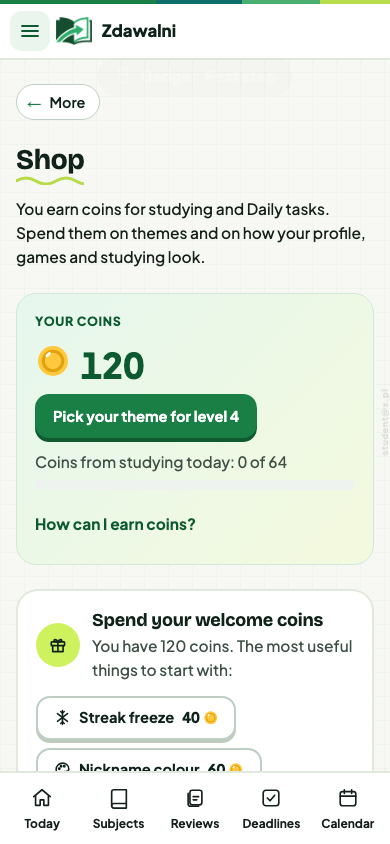 Zdawalni
← More
Shop
You earn coins for studying and Daily tasks.
Spend them on themes and on how your profile,
games and studying look.
YOUR COINS
120
Pick your theme for level 4
Coins from studying today: 0 of 64
How can I earn coins?
student@z.pl
Spend your welcome coins
You have 120 coins. The most useful
things to start with:
Streak freeze 40
Nickname colour 60
Today Subjects Reviews Deadlines Calendar